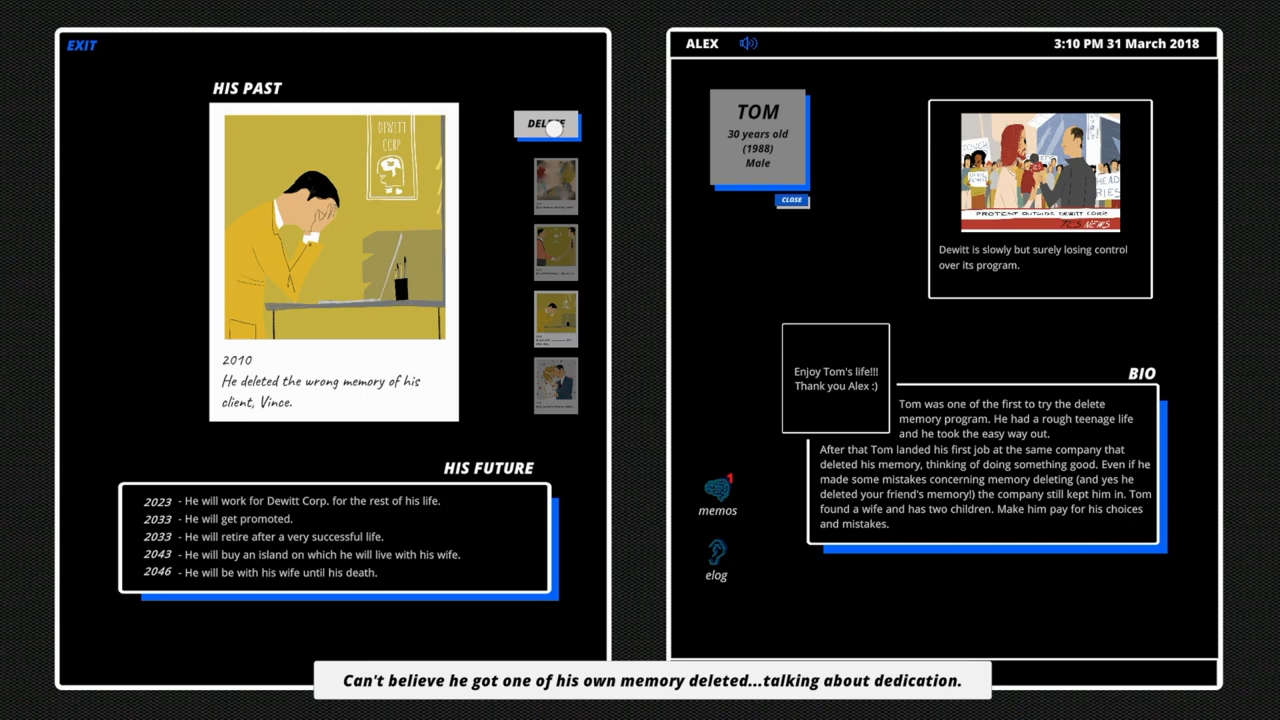 EXIT
HIS PAST
DEWITT
CORP
2010
He deleted the wrong memory of his
client, Vince.
DELETE
HIS FUTURE
2023 - He will work for Dewitt Corp. for the rest of his life.
2033 - He will get promoted.
2033 - He will retire after a very successful life.
2043 - He will buy an island on which he will live with his wife.
2046 - He will be with his wife until his death.
ALEX
3:10 PM 31 March 2018
TOM
30 years old
(1988)
Male
CLOSE
TOUCH
HEAD
RIES
PROTEST OUTSIDE DEWITT CORP
NEWS
Dewitt is slowly but surely losing control
over its program.
Enjoy Tom's life!!!
Thank you Alex :)
BIO
Tom was one of the first to try the delete
memory program. He had a rough teenage life
and he took the easy way out.
After that Tom landed his first job at the same company that
deleted his memory, thinking of doing something good. Even if he
made some mistakes concerning memory deleting (and yes he
deleted your friend's memory!) the company still kept him in. Tom
found a wife and has two children. Make him pay for his choices
and mistakes.
1
memos
elog
Can't believe he got one of his own memory deleted...talking about dedication.